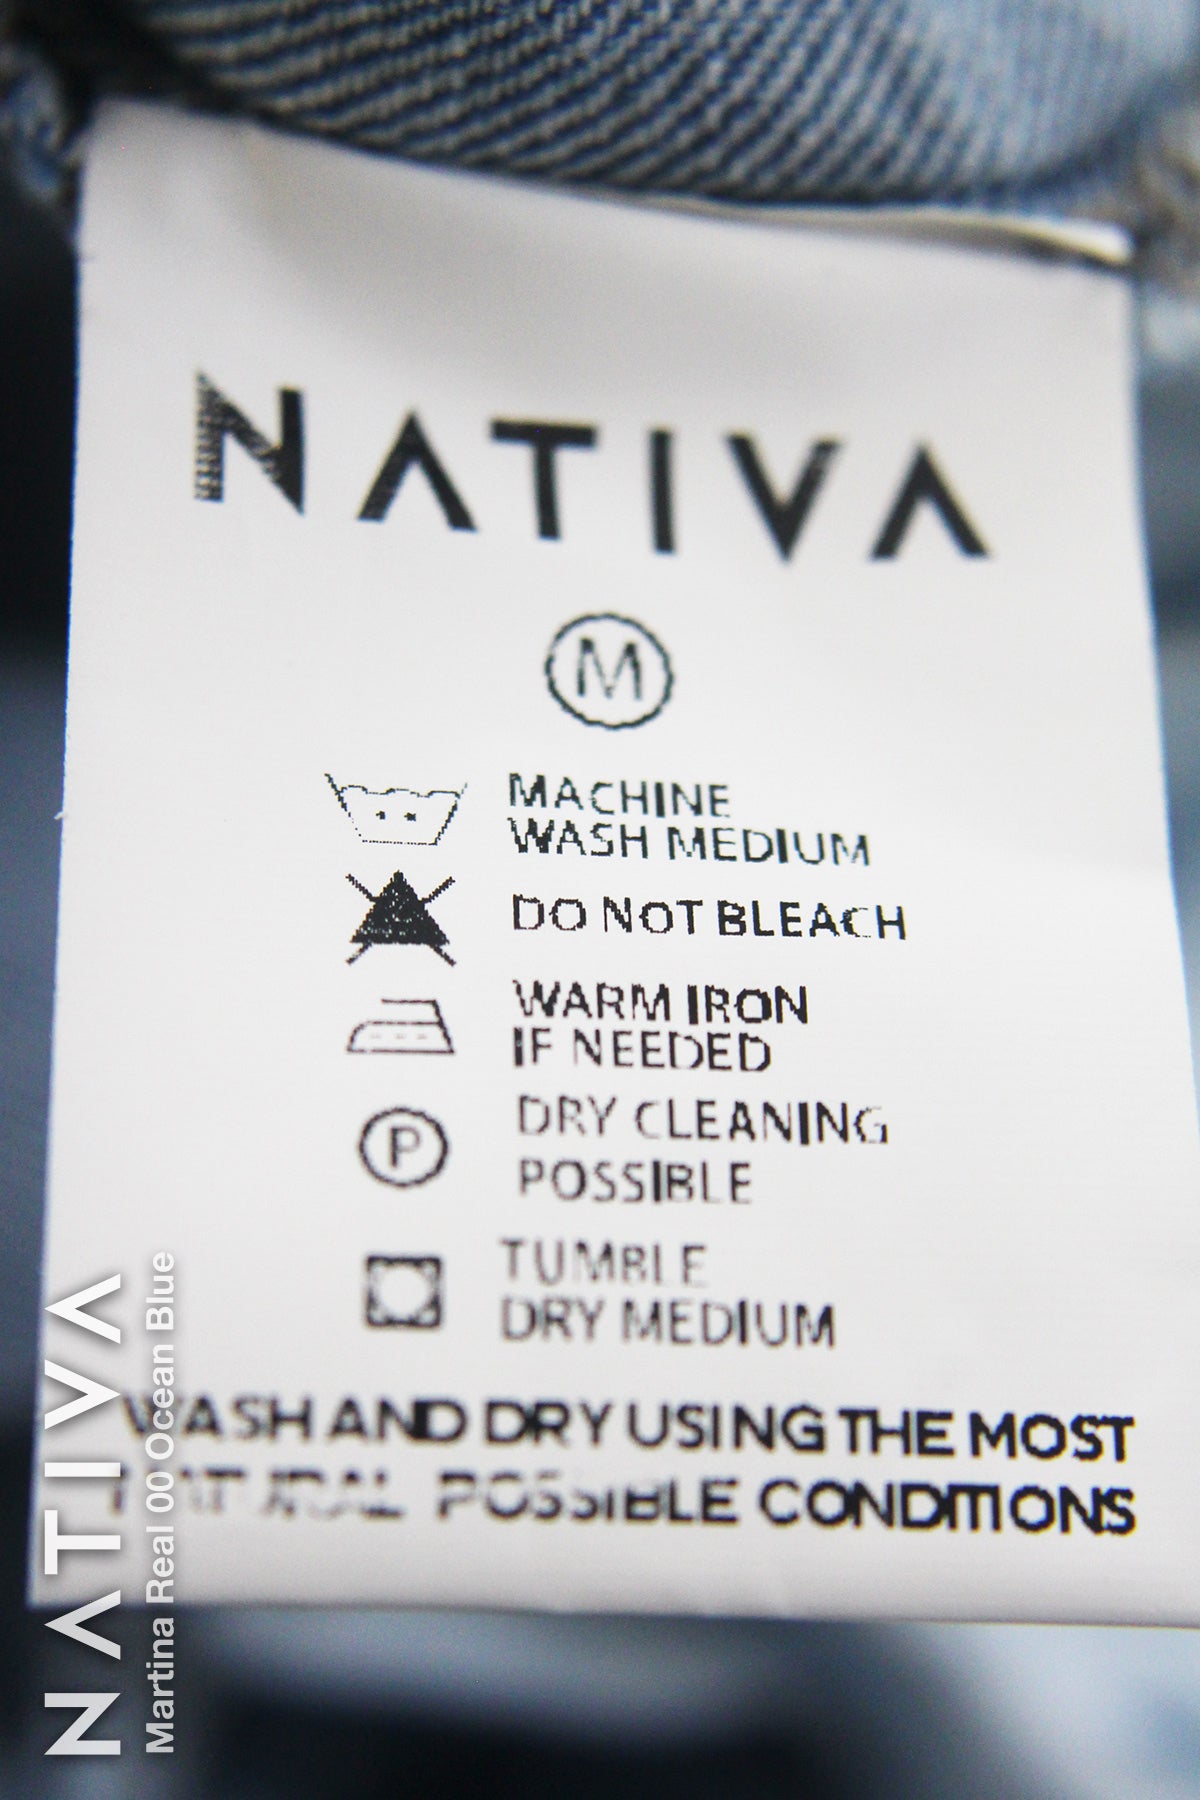 NATIVA
M
MACHINE
WASH MEDIUM
DO NOT BLEACH
WARM IRON
IF NEEDED
P
DRY CLEANING
POSSIBLE
TUMBLE
DRY MEDIUM
WASH AND DRY USING THE MOST
NATURAL POSSIBLE CONDITIONS
NATIVA
Martina Real 00 Ocean Blue